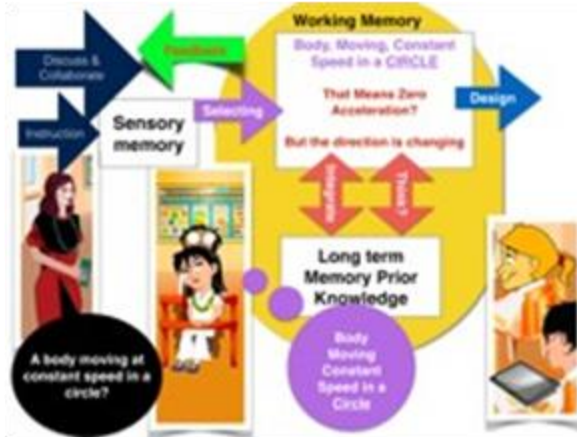 Working Memory
Discuss &
Collaborate
Feedback
Body, Moving, Constant
Speed in a CIRCLE
That Means Zero
Acceleration?
But the direction is changing
Selecting
Design
Instruction
Sensory
memory
Integrate
Think?
Long term
Memory Prior
Knowledge
A body moving at
constant speed in a
circle?
Body
Moving
Constant
Speed in a
Circle